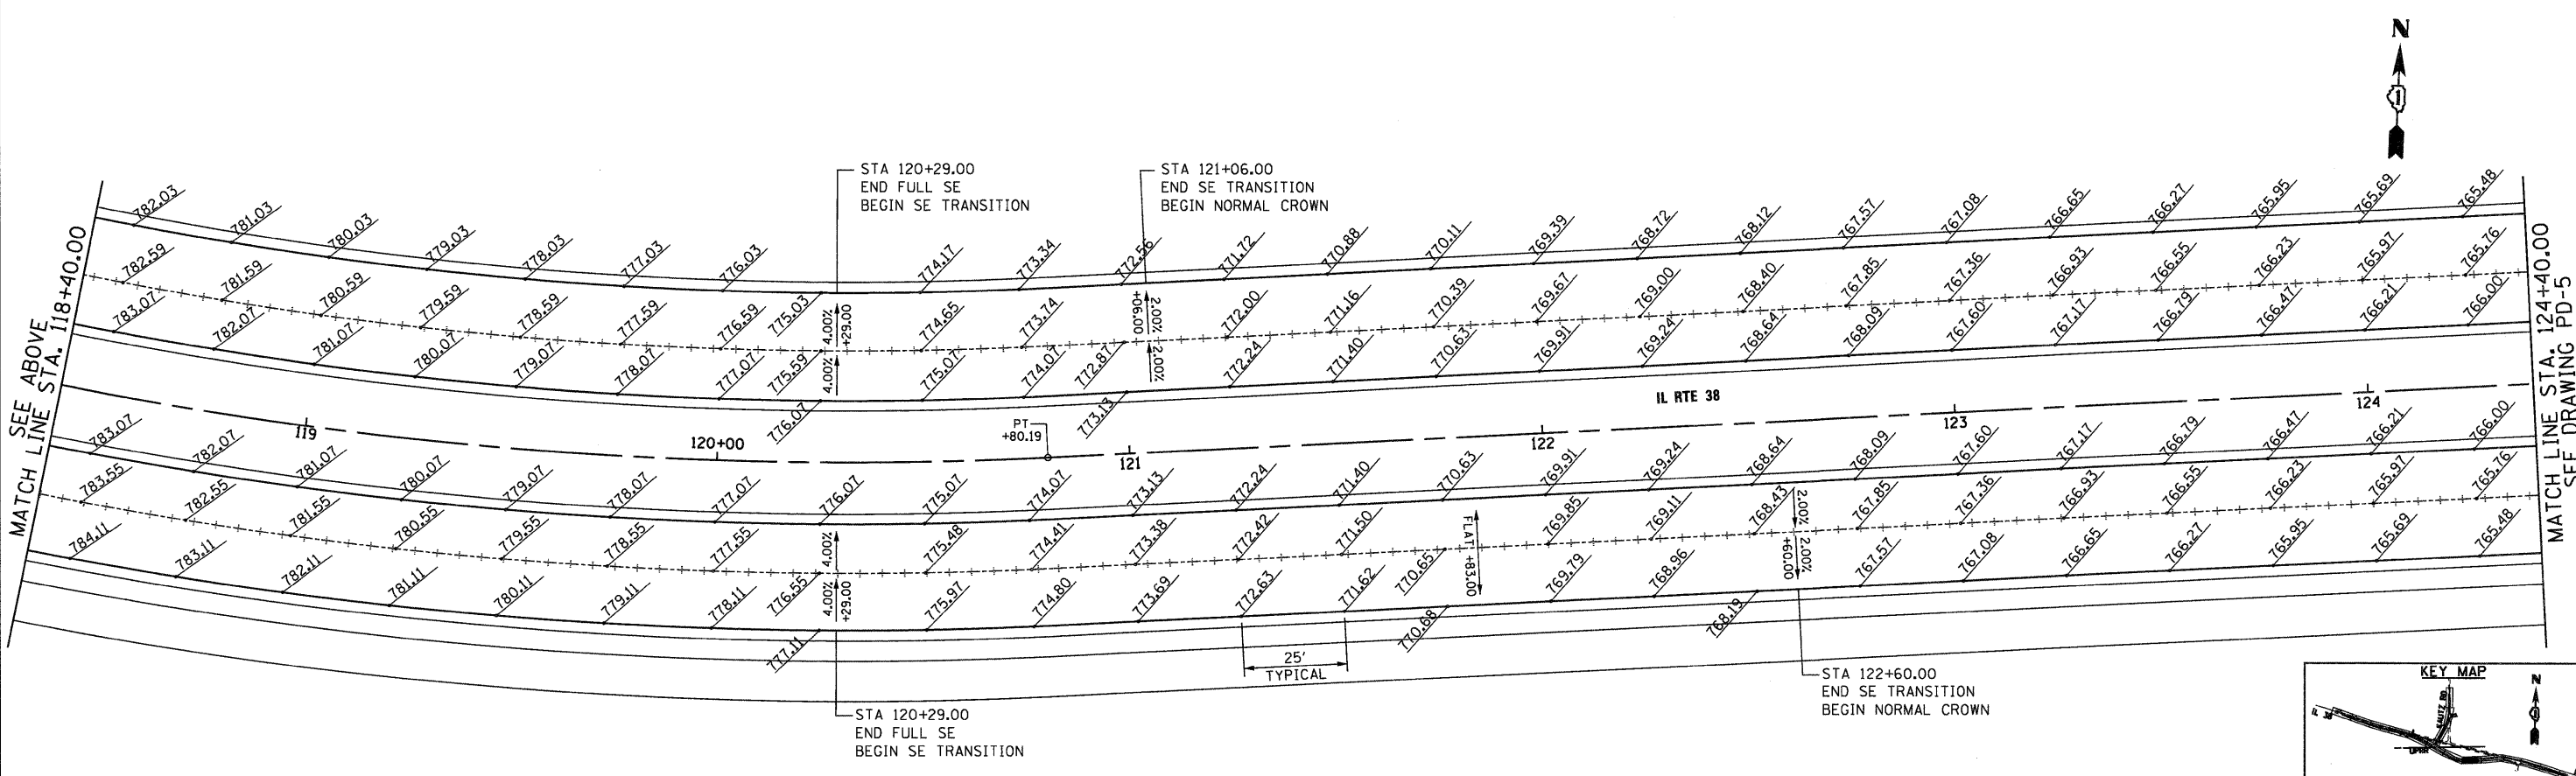 N
STA 120+29.00
END FULL SE
BEGIN SE TRANSITION
STA 121+06.00
END SE TRANSITION
BEGIN NORMAL CROWN
SEE ABOVE
MATCH LINE STA. 118+40.00
782.03 781.03 780.03 779.03 778.03 777.03 776.03 775.03 774.17 773.34 772.56 771.72 770.88 770.11 769.39 768.72 768.12 767.57 767.08 766.65 766.27 765.95 765.69 765.48
782.59 781.59 780.59 779.59 778.59 777.59 776.59 775.59 774.65 773.74 772.87 772.00 771.16 770.39 769.67 769.00 768.40 767.85 767.36 766.93 766.55 766.23 765.97 765.76
783.07 782.07 781.07 780.07 779.07 778.07 777.07 776.07 775.07 774.07 773.13 772.24 771.40 770.63 769.91 769.24 768.64 768.09 767.60 767.17 766.79 766.47 766.21 766.00
4.00% 4.00%
+29.00
2.00% 2.00%
+06.00
IL RTE 38
119
120+00
PT
+80.19
121
122
123
124
783.07 782.07 781.07 780.07 779.07 778.07 777.07 776.07 775.07 774.07 773.13 772.24 771.40 770.63 769.91 769.24 768.64 768.09 767.60 767.17 766.79 766.47 766.21 766.00
783.55 782.55 781.55 780.55 779.55 778.55 777.55 776.55 775.48 774.41 773.38 772.42 771.50 770.65 769.85 769.11 768.43 767.85 767.36 766.93 766.55 766.23 765.97 765.76
784.11 783.11 782.11 781.11 780.11 779.11 778.11 777.11 775.97 774.80 773.69 772.63 771.62 770.68 769.79 768.96 768.19 767.57 767.08 766.65 766.27 765.95 765.69 765.48
4.00% 4.00%
+29.00
FLAT +83.00
2.00% 2.00%
+60.00
25'
TYPICAL
STA 120+29.00
END FULL SE
BEGIN SE TRANSITION
STA 122+60.00
END SE TRANSITION
BEGIN NORMAL CROWN
MATCH LINE STA. 124+40.00
SEE DRAWING PD-5
KEY MAP
N
UPRR